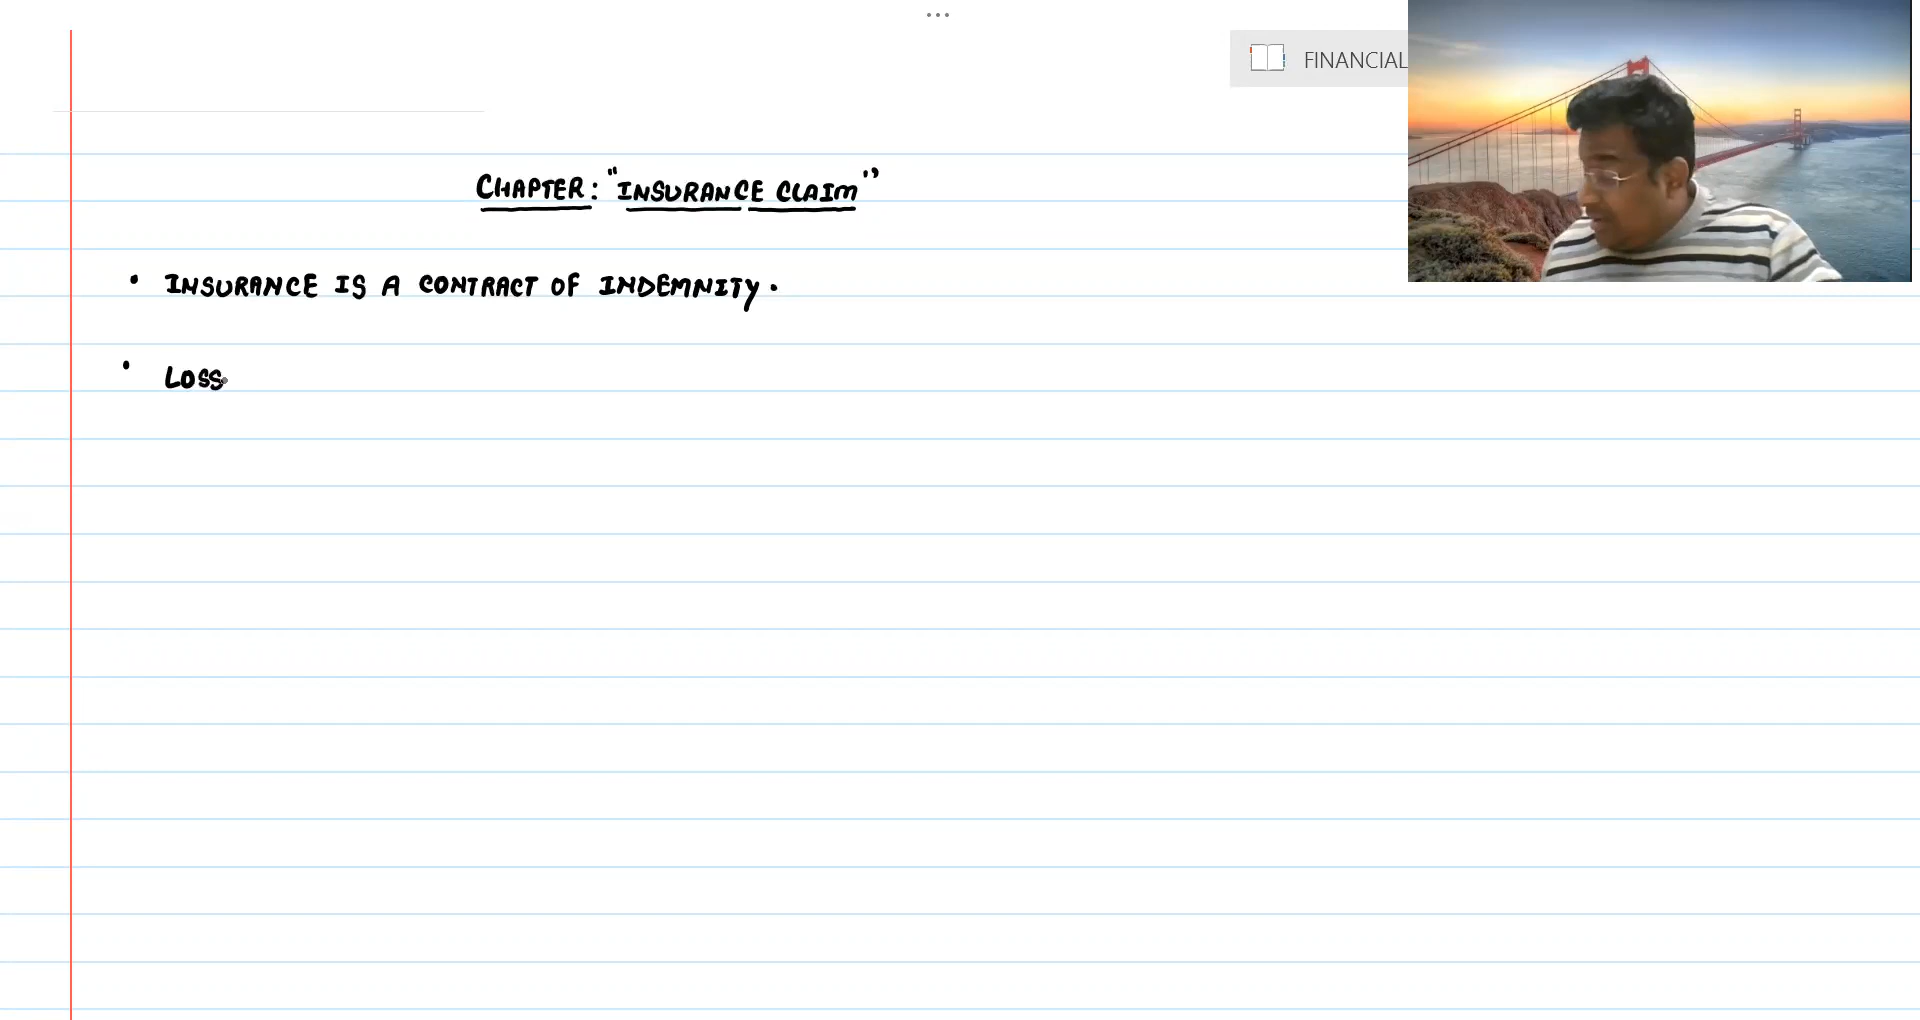 FINANCIAL
CHAPTER: "INSURANCE CLAIM"
• INSURANCE IS A CONTRACT OF INDEMNITY.
• LOSS